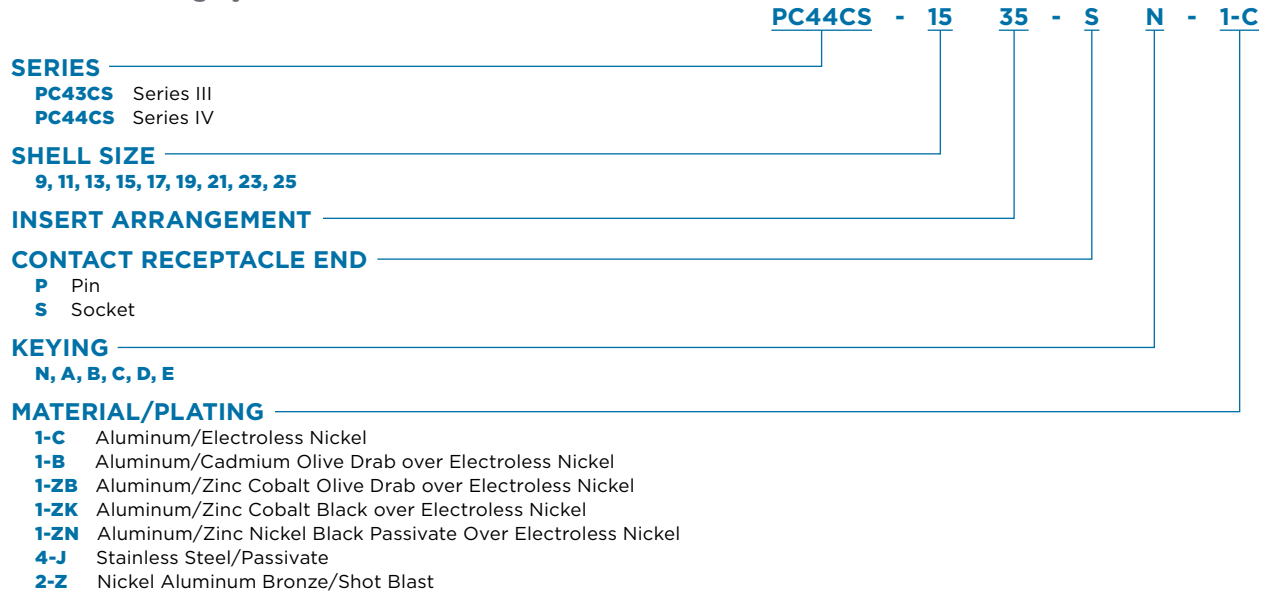 PC44CS - 15 35 - S N - 1-C
SERIES
PC43CS Series III
PC44CS Series IV
SHELL SIZE
9, 11, 13, 15, 17, 19, 21, 23, 25
INSERT ARRANGEMENT
CONTACT RECEPTACLE END
P Pin
S Socket
KEYING
N, A, B, C, D, E
MATERIAL/PLATING
1-C Aluminum/Electroless Nickel
1-B Aluminum/Cadmium Olive Drab over Electroless Nickel
1-ZB Aluminum/Zinc Cobalt Olive Drab over Electroless Nickel
1-ZK Aluminum/Zinc Cobalt Black over Electroless Nickel
1-ZN Aluminum/Zinc Nickel Black Passivate Over Electroless Nickel
4-J Stainless Steel/Passivate
2-Z Nickel Aluminum Bronze/Shot Blast